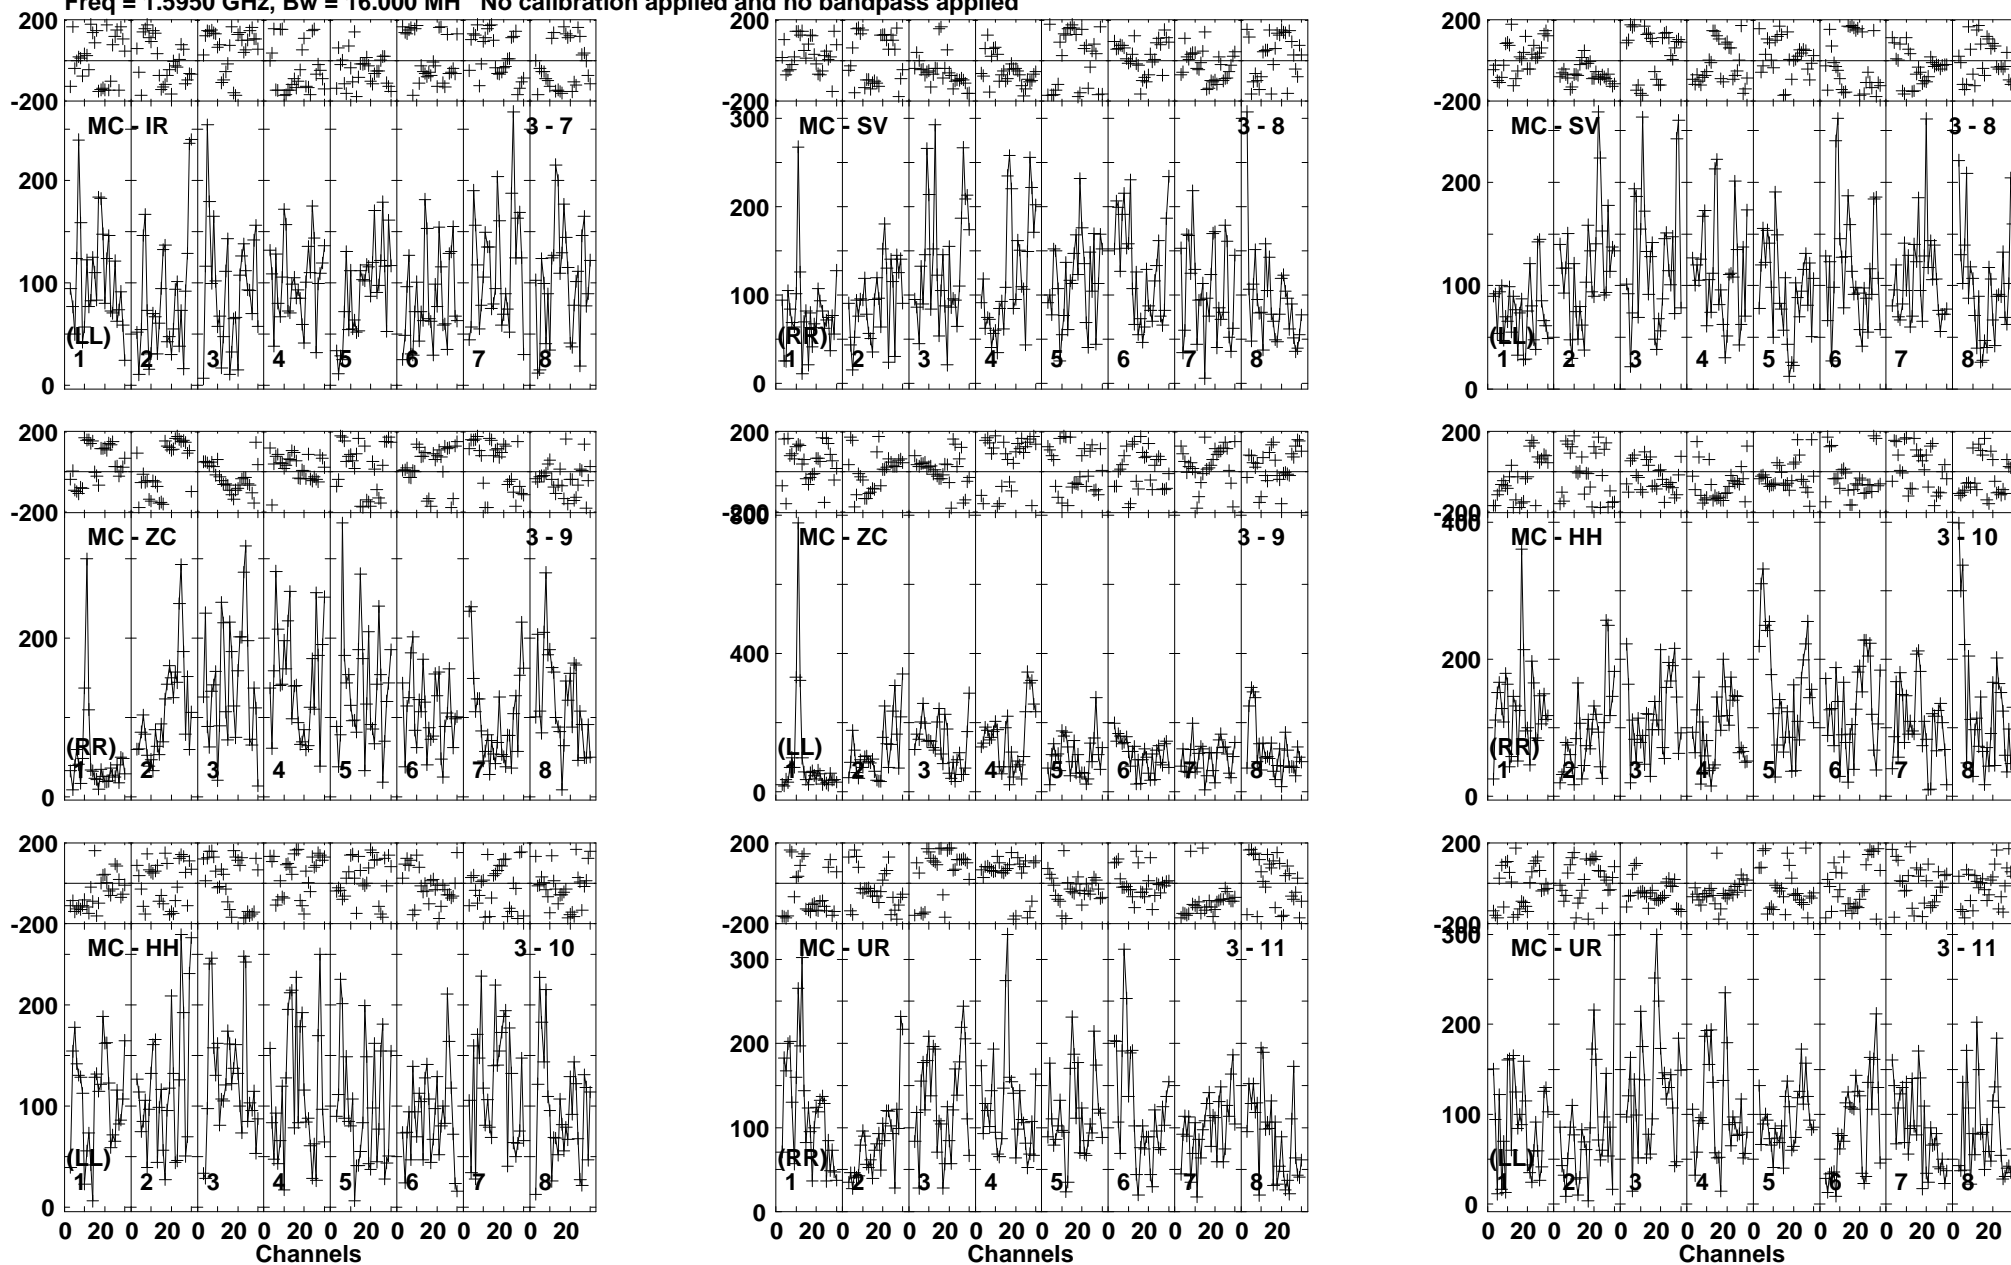 Freq = 1.5950 GHz, Bw = 16.000 MH No calibration applied and no bandpass applied
200 200 200
-200 -200 -200
MC - IR 3 - 7 300 MC - SV 3 - 8 MC - SV 3 - 8
200 200 200
100 100 100
(LL) (RR) (LL)
1 2 3 4 5 6 7 8 1 2 3 4 5 6 7 8 1 2 3 4 5 6 7 8
0 0 0
200 200 200
-200 -200 -200
800 400
MC - ZC 3 - 9 MC - ZC 3 - 9 MC - HH 3 - 10
200 400 200
(RR) (LL) (RR)
1 2 3 4 5 6 7 8 1 2 3 4 5 6 7 8 1 2 3 4 5 6 7 8
0 0 0
200 200 200
-200 -200 -200
300
MC - HH 3 - 10 300 MC - UR 3 - 11 MC - UR 3 - 11
200 200 200
100 100 100
(LL) (RR) (LL)
1 2 3 4 5 6 7 8 1 2 3 4 5 6 7 8 1 2 3 4 5 6 7 8
0 0 0
0 20 0 20 0 20 0 20 0 20 0 20 0 20 0 20 0 20 0 20 0 20 0 20 0 20 0 20 0 20 0 20 0 20 0 20 0 20 0 20 0 20 0 20 0 20 0 20
Channels Channels Channels